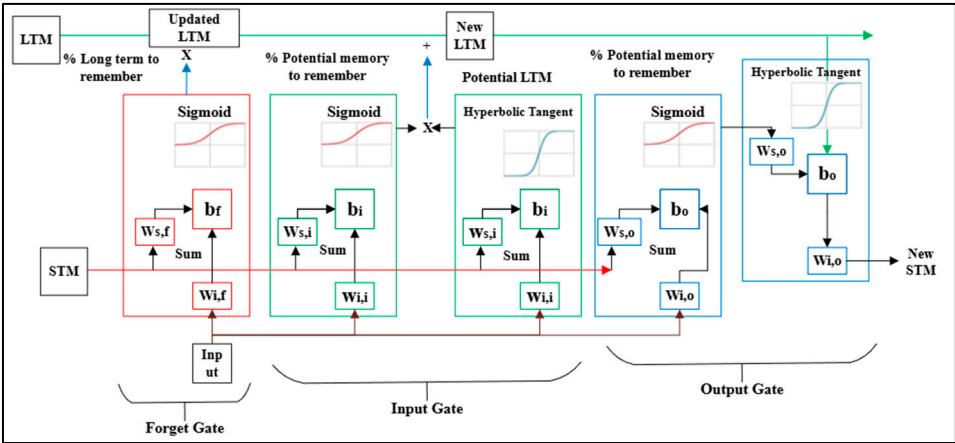 LTM
Updated
LTM
New
LTM
X
+
% Long term to
remember
% Potential memory
to remember
Potential LTM
% Potential memory
to remember
Hyperbolic Tangent
Sigmoid
Sigmoid
X
Hyperbolic Tangent
Sigmoid
Ws,o
bo
bf
Ws,f
Sum
bi
Ws,i
Sum
bi
Ws,i
Sum
bo
Ws,o
Sum
STM
Wi,o
New
STM
Wi,f
Wi,i
Wi,i
Wi,o
Inp
ut
Forget Gate
Input Gate
Output Gate